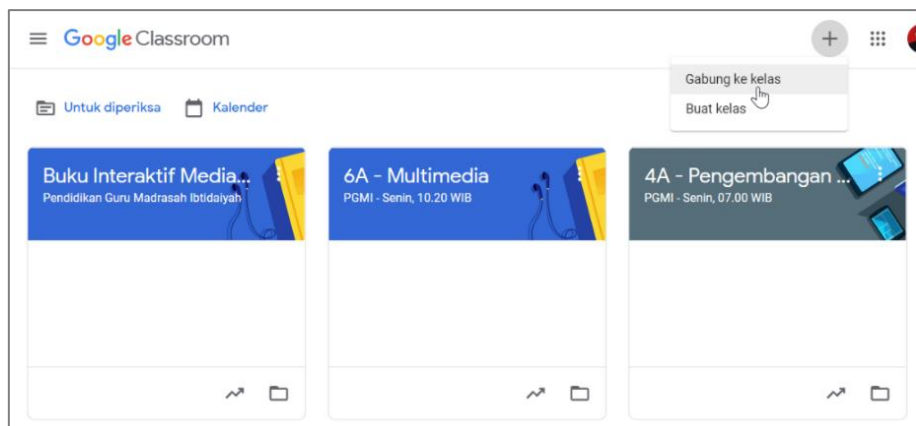 Google Classroom
Gabung ke kelas
Buat kelas
Untuk diperiksa
Kalender
Buku Interaktif Media...
Pendidikan Guru Madrasah Ibtidaiyah
6A - Multimedia
PGMI - Senin, 10.20 WIB
4A - Pengembangan ...
PGMI - Senin, 07.00 WIB